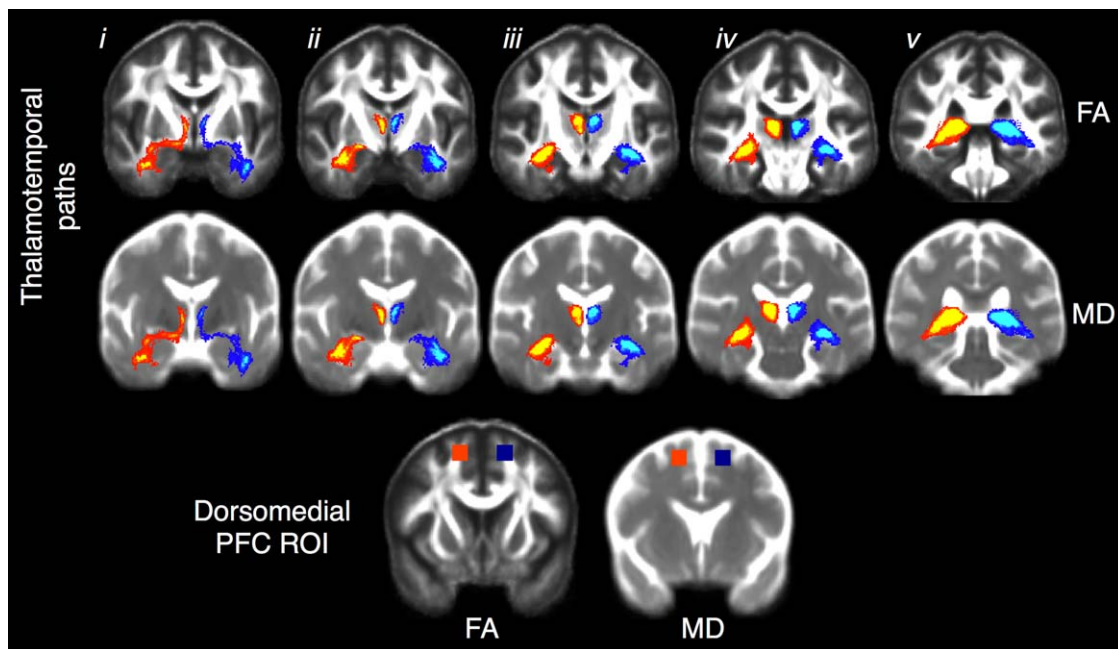 i ii iii iv v
FA
Thalamotemporal
paths
MD
Dorsomedial
PFC ROI
FA MD